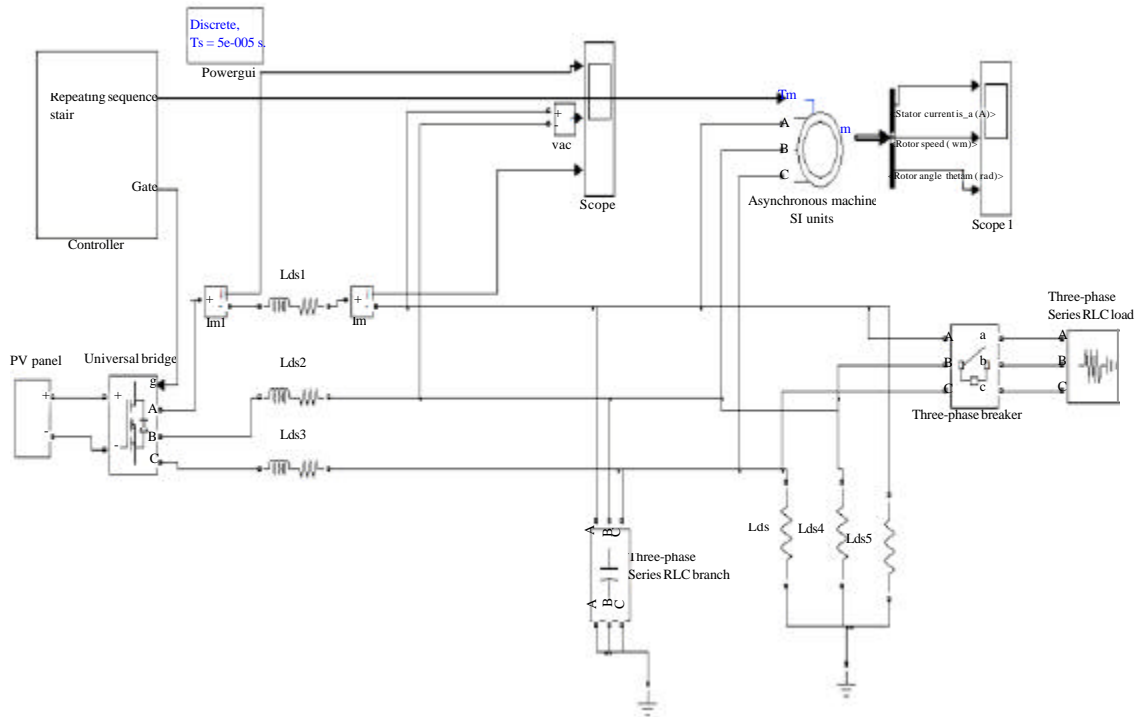 Discrete,
Ts = 5e-005 s.
Powergui
Repeating sequence
stair
Gate
Controller
+
-
vac
Scope
Tm
A
B
C
m
Asynchronous machine
SI units
Stator current is_a (A)>
Rotor speed ( wm)>
Rotor angle thetam ( rad)>
Scope 1
Lds1
+
i
-
Im1
+
i
-
Im
PV panel
+
-
Universal bridge
g
+
-
A
B
C
Lds2
Lds3
Three-phase
Series RLC load
A
B
C
a
b
c
A
B
C
Three-phase breaker
A
B
C
A
B
C
Three-phase
Series RLC branch
Lds
Lds4
Lds5